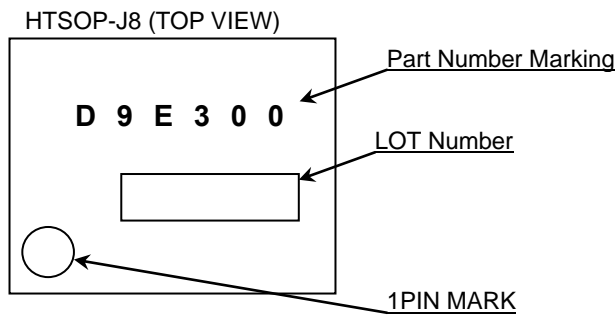 HTSOP-J8 (TOP VIEW)
Part Number Marking
D 9 E 3 0 0
LOT Number
1PIN MARK